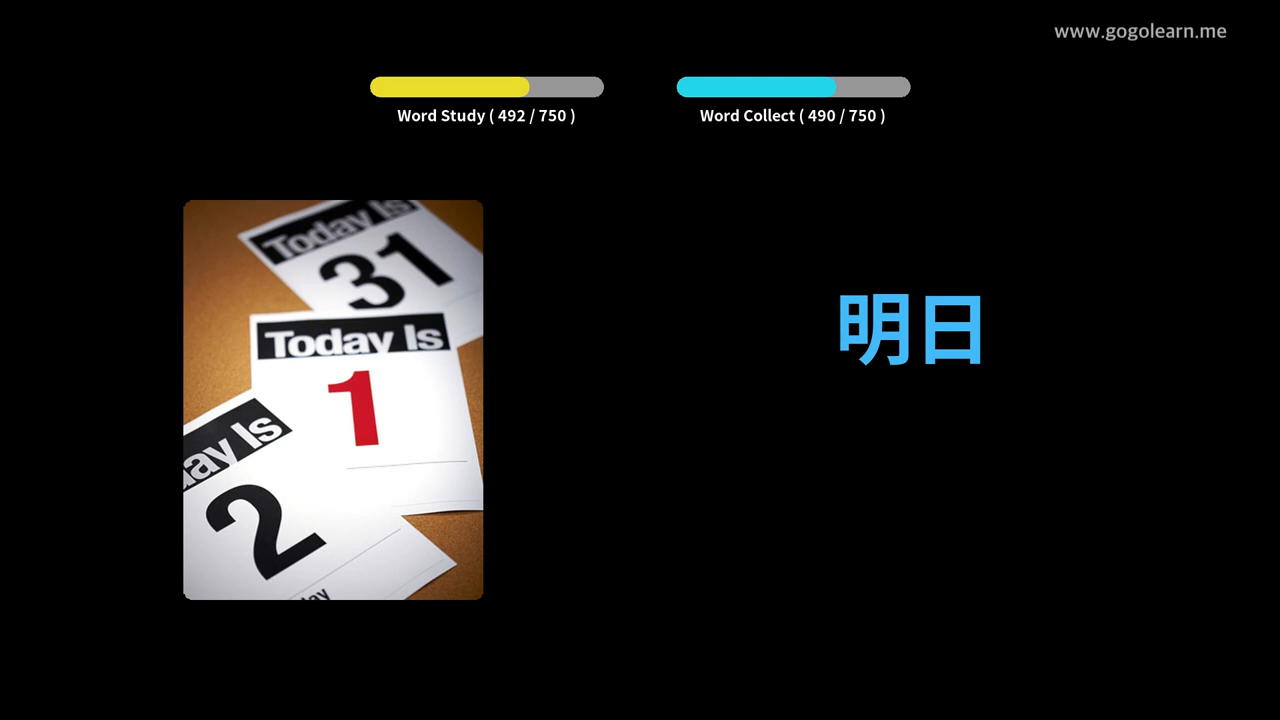 www.gogolearn.me
Word Study ( 492 / 750 )
Word Collect ( 490 / 750 )
Today Is
31
Today Is
1
ay Is
2
明日